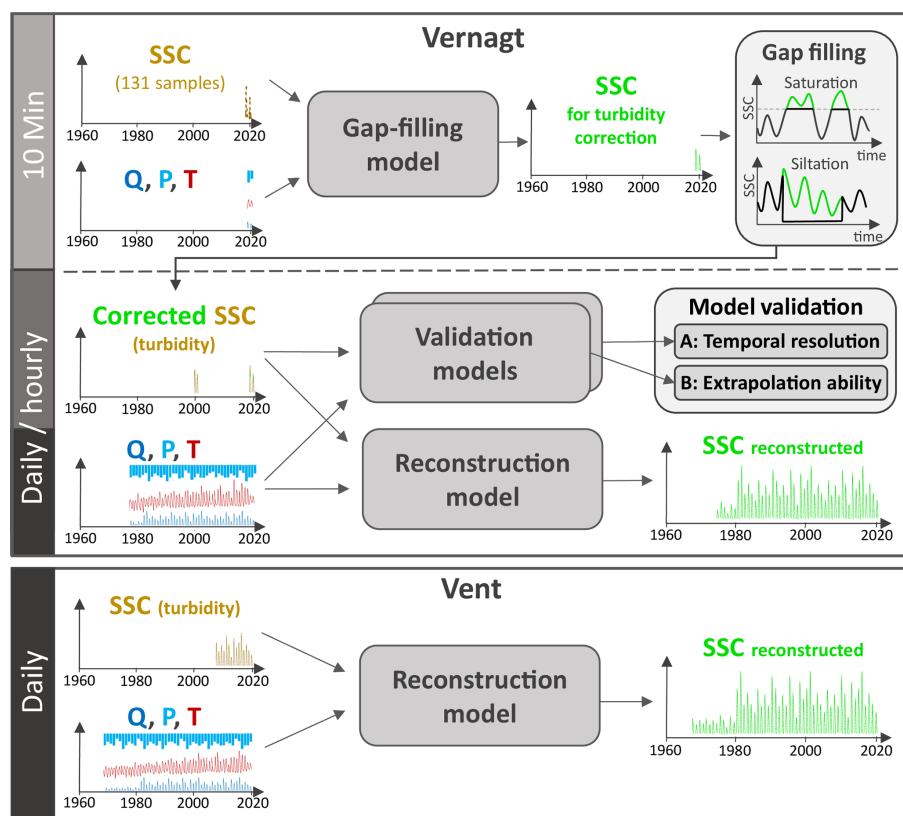 10 Min
Vernagt
SSC
(131 samples)
1960 1980 2000 2020
Q, P, T
1960 1980 2000 2020
Gap-filling
model
SSC
for turbidity
correction
1960 1980 2000 2020
Gap filling
Saturation
SSC
time
Siltation
SSC
time
Daily / hourly
Corrected SSC
(turbidity)
1960 1980 2000 2020
Q, P, T
1960 1980 2000 2020
Validation
models
Model validation
A: Temporal resolution
B: Extrapolation ability
Reconstruction
model
SSC reconstructed
1960 1980 2000 2020
Daily
Vent
SSC (turbidity)
1960 1980 2000 2020
Q, P, T
1960 1980 2000 2020
Reconstruction
model
SSC reconstructed
1960 1980 2000 2020